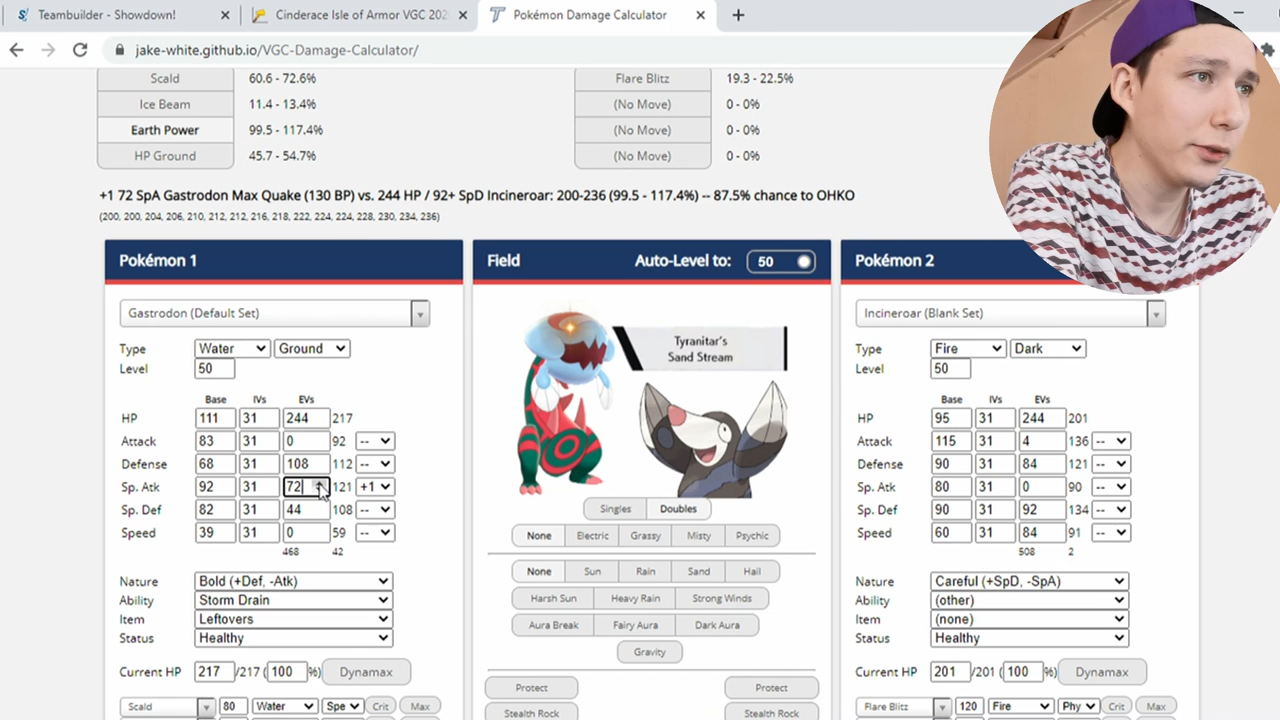 Teambuilder - Showdown!
Cinderace Isle of Armor VGC 202
Pokémon Damage Calculator
jake-white.github.io/VGC-Damage-Calculator/
Scald 60.6 - 72.6% Flare Blitz 19.3 - 22.5%
Ice Beam 11.4 - 13.4% (No Move) 0 - 0%
Earth Power 99.5 - 117.4% (No Move) 0 - 0%
HP Ground 45.7 - 54.7% (No Move) 0 - 0%
+1 72 SpA Gastrodon Max Quake (130 BP) vs. 244 HP / 92+ SpD Incineroar: 200-236 (99.5 - 117.4%) -- 87.5% chance to OHKO
(200, 200, 204, 206, 210, 212, 212, 216, 218, 222, 224, 224, 228, 230, 234, 236)
Pokémon 1
Gastrodon (Default Set)
Type Water Ground
Level 50
Base IVs EVs
HP 111 31 244 217
Attack 83 31 0 92 --
Defense 68 31 108 112 --
Sp. Atk 92 31 72 121 +1
Sp. Def 82 31 44 108 --
Speed 39 31 0 59 --
468 42
Nature Bold (+Def, -Atk)
Ability Storm Drain
Item Leftovers
Status Healthy
Current HP 217 /217 ( 100 %) Dynamax
Scald 80 Water Spe Crit Max
Field Auto-Level to: 50
Tyranitar's
Sand Stream
Singles Doubles
None Electric Grassy Misty Psychic
None Sun Rain Sand Hail
Harsh Sun Heavy Rain Strong Winds
Aura Break Fairy Aura Dark Aura
Gravity
Protect Protect
Stealth Rock Stealth Rock
Pokémon 2
Incineroar (Blank Set)
Type Fire Dark
Level 50
Base IVs EVs
HP 95 31 244 201
Attack 115 31 4 136 --
Defense 90 31 84 121 --
Sp. Atk 80 31 0 90 --
Sp. Def 90 31 92 134 --
Speed 60 31 84 91 --
508 2
Nature Careful (+SpD, -SpA)
Ability (other)
Item (none)
Status Healthy
Current HP 201 /201 ( 100 %) Dynamax
Flare Blitz 120 Fire Phy Crit Max